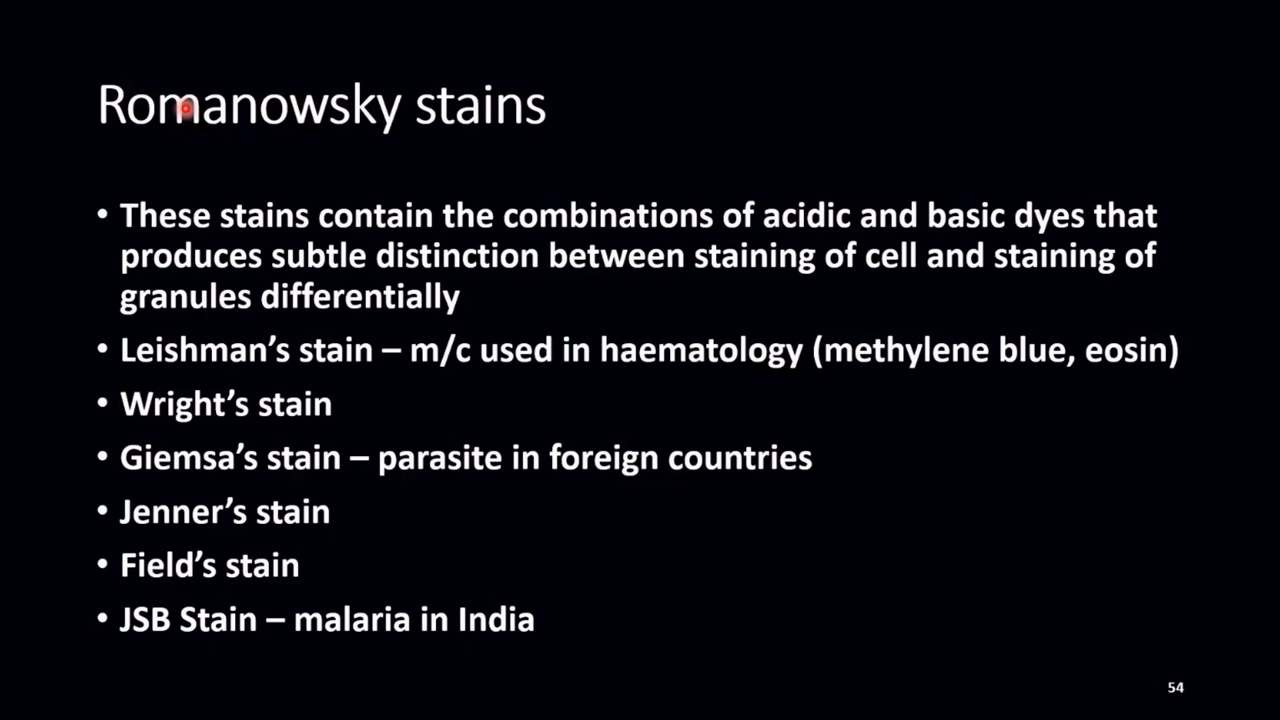 Romanowsky stains
• These stains contain the combinations of acidic and basic dyes that
produces subtle distinction between staining of cell and staining of
granules differentially
• Leishman’s stain – m/c used in haematology (methylene blue, eosin)
• Wright’s stain
• Giemsa’s stain – parasite in foreign countries
• Jenner’s stain
• Field’s stain
• JSB Stain – malaria in India
54